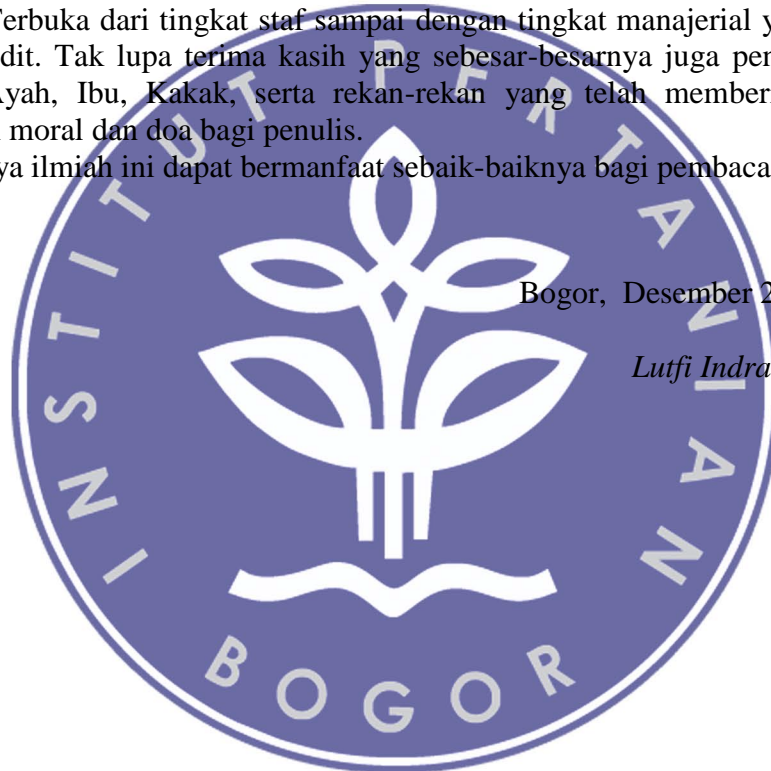 Terbuka dari tingkat staf sampai dengan tingkat manajerial y
dit. Tak lupa terima kasih yang sebesar-besarnya juga pen
Ayah, Ibu, Kakak, serta rekan-rekan yang telah member
moral dan doa bagi penulis.
ya ilmiah ini dapat bermanfaat sebaik-baiknya bagi pembaca
Bogor, Desember 2
Lutfi Indra
INSTITUT PERTANIAN
BOGOR